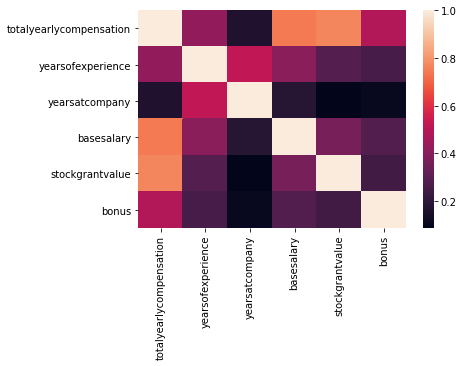 totalyearlycompensation
yearsofexperience
yearsatcompany
basesalary
stockgrantvalue
bonus
totalyearlycompensation
yearsofexperience
yearsatcompany
basesalary
stockgrantvalue
bonus
1.0
0.8
0.6
0.4
0.2